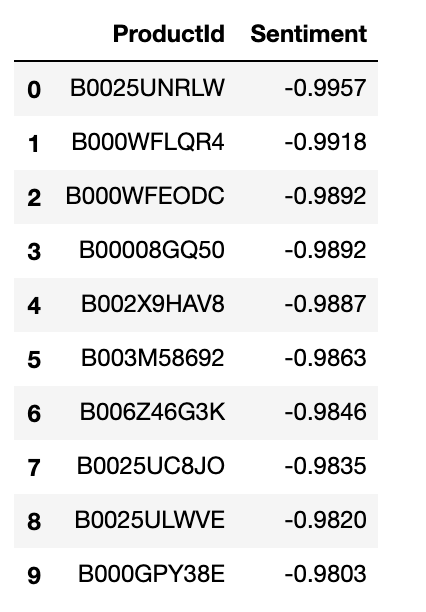 ProductId Sentiment
0 B0025UNRLW -0.9957
1 B000WFLQR4 -0.9918
2 B000WFEODC -0.9892
3 B00008GQ50 -0.9892
4 B002X9HAV8 -0.9887
5 B003M58692 -0.9863
6 B006Z46G3K -0.9846
7 B0025UC8JO -0.9835
8 B0025ULWVE -0.9820
9 B000GPY38E -0.9803